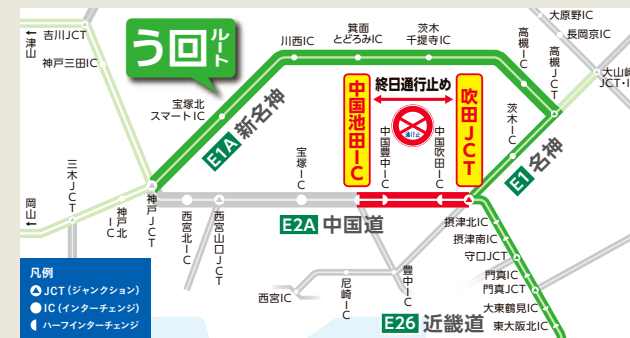 う回
ルート
←津山
吉川JCT
神戸三田IC
宝塚北
スマートIC
川西IC
箕面
とどろみIC
茨木
千提寺IC
高槻IC
高槻JCT
大原野IC
長岡京IC
大山崎
JCT・I
E1A 新名神
中国池田IC
終日通行止め
通行止
吹田JCT
中国豊中IC
中国吹田IC
茨木IC
E1 名神
三木JCT
岡山←
神戸北IC
神戸JCT
西宮北IC
西宮山口JCT
宝塚IC
E2A 中国道
摂津北IC
摂津南IC
守口JCT
門真IC
門真JCT
大東鶴見IC
東大阪北IC
西宮IC
尼崎IC
豊中IC
E26 近畿道
凡例
JCT(ジャンクション)
IC(インターチェンジ)
ハーフインターチェンジ